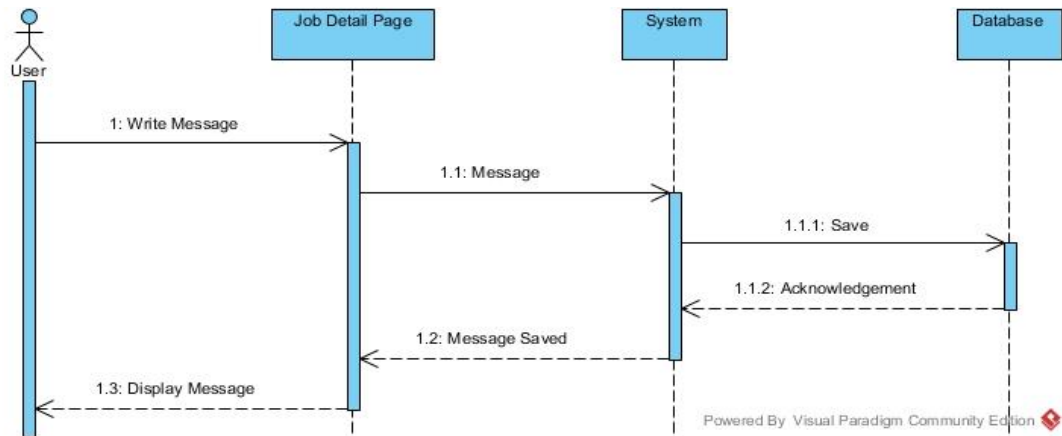 Job Detail Page
System
Database
User
1: Write Message
1.1: Message
1.1.1: Save
1.1.2: Acknowledgement
1.2: Message Saved
1.3: Display Message
Powered By Visual Paradigm Community Edition